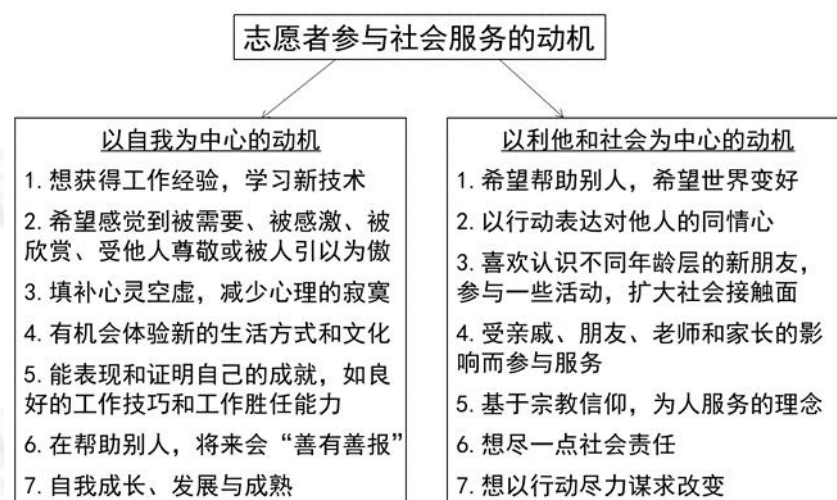 志愿者参与社会服务的动机
以自我为中心的动机
1. 想获得工作经验，学习新技术
2. 希望感觉到被需要、被感激、被
欣赏、受他人尊敬或被人引以为傲
3. 填补心灵空虚，减少心理的寂寞
4. 有机会体验新的生活方式和文化
5. 能表现和证明自己的成就，如良
好的工作技巧和工作胜任能力
6. 在帮助别人，将来会“善有善报”
7. 自我成长、发展与成熟
以利他和社会为中心的动机
1. 希望帮助别人，希望世界变好
2. 以行动表达对他人的同情心
3. 喜欢认识不同年龄层的新朋友，
参与一些活动，扩大社会接触面
4. 受亲戚、朋友、老师和家长的影
响而参与服务
5. 基于宗教信仰，为人服务的理念
6. 想尽一点社会责任
7. 想以行动尽力谋求改变